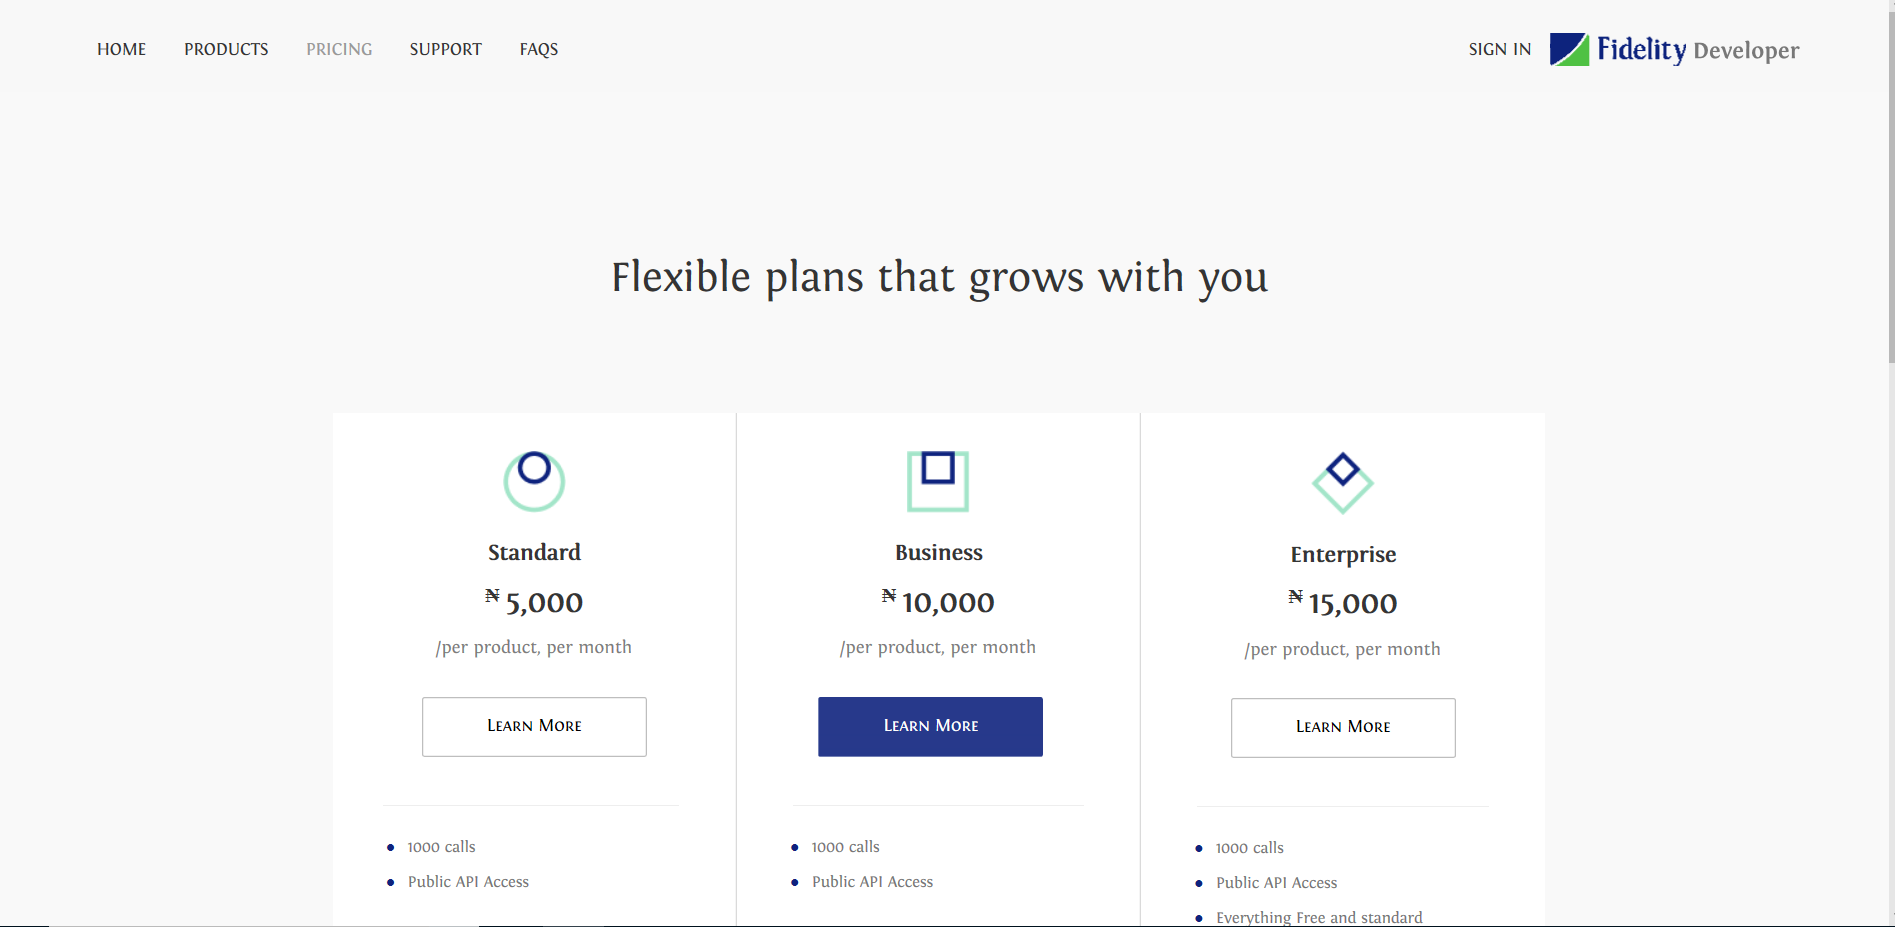 HOME PRODUCTS PRICING SUPPORT FAQS SIGN IN Fidelity Developer
Flexible plans that grows with you
Standard
₦ 5,000
/per product, per month
Learn More
1000 calls
Public API Access
Business
₦ 10,000
/per product, per month
Learn More
1000 calls
Public API Access
Enterprise
₦ 15,000
/per product, per month
Learn More
1000 calls
Public API Access
Everything Free and standard